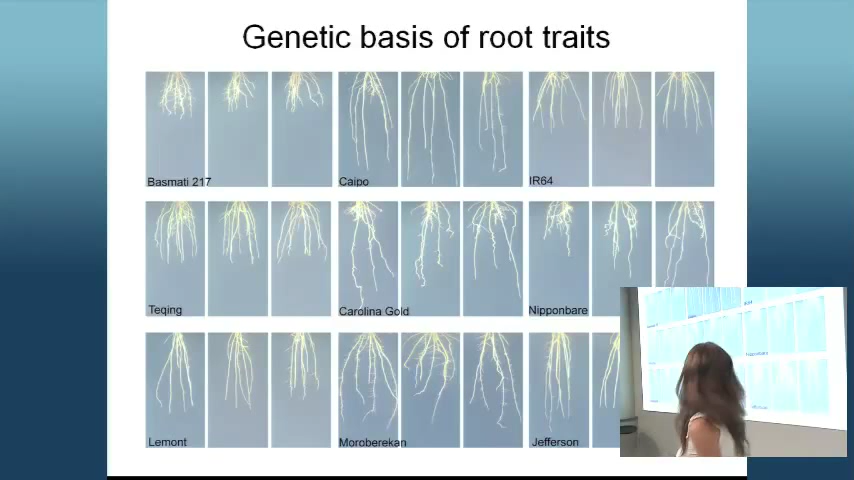 Genetic basis of root traits
Basmati 217
Caipo
IR64
Teqing
Carolina Gold
Nipponbare
Lemont
Moroberekan
Jefferson